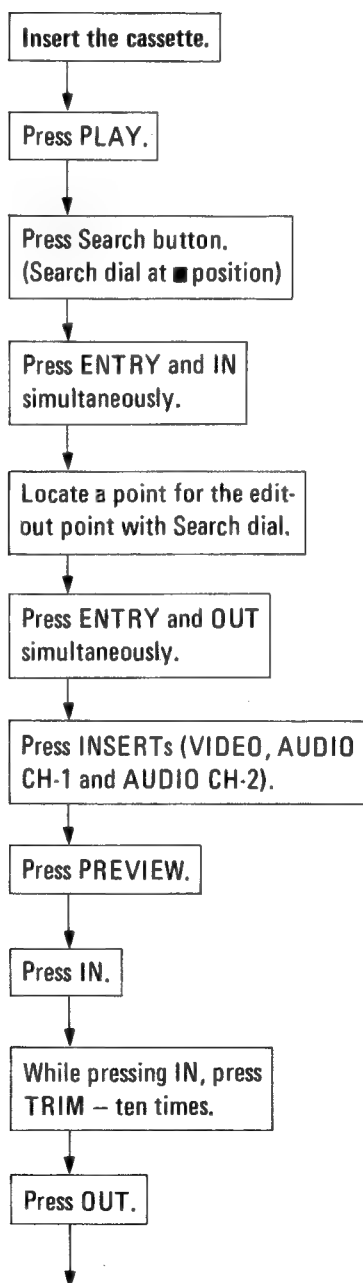 Insert the cassette.
Press PLAY.
Press Search button.
(Search dial at ■ position)
Press ENTRY and IN
simultaneously.
Locate a point for the edit-
out point with Search dial.
Press ENTRY and OUT
simultaneously.
Press INSERTs (VIDEO, AUDIO
CH-1 and AUDIO CH-2).
Press PREVIEW.
Press IN.
While pressing IN, press
TRIM – ten times.
Press OUT.